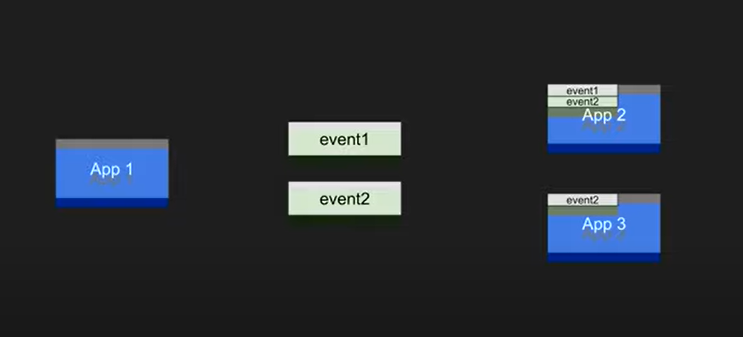 App 1
event1
event2
event1
event2
App 2
event2
App 3